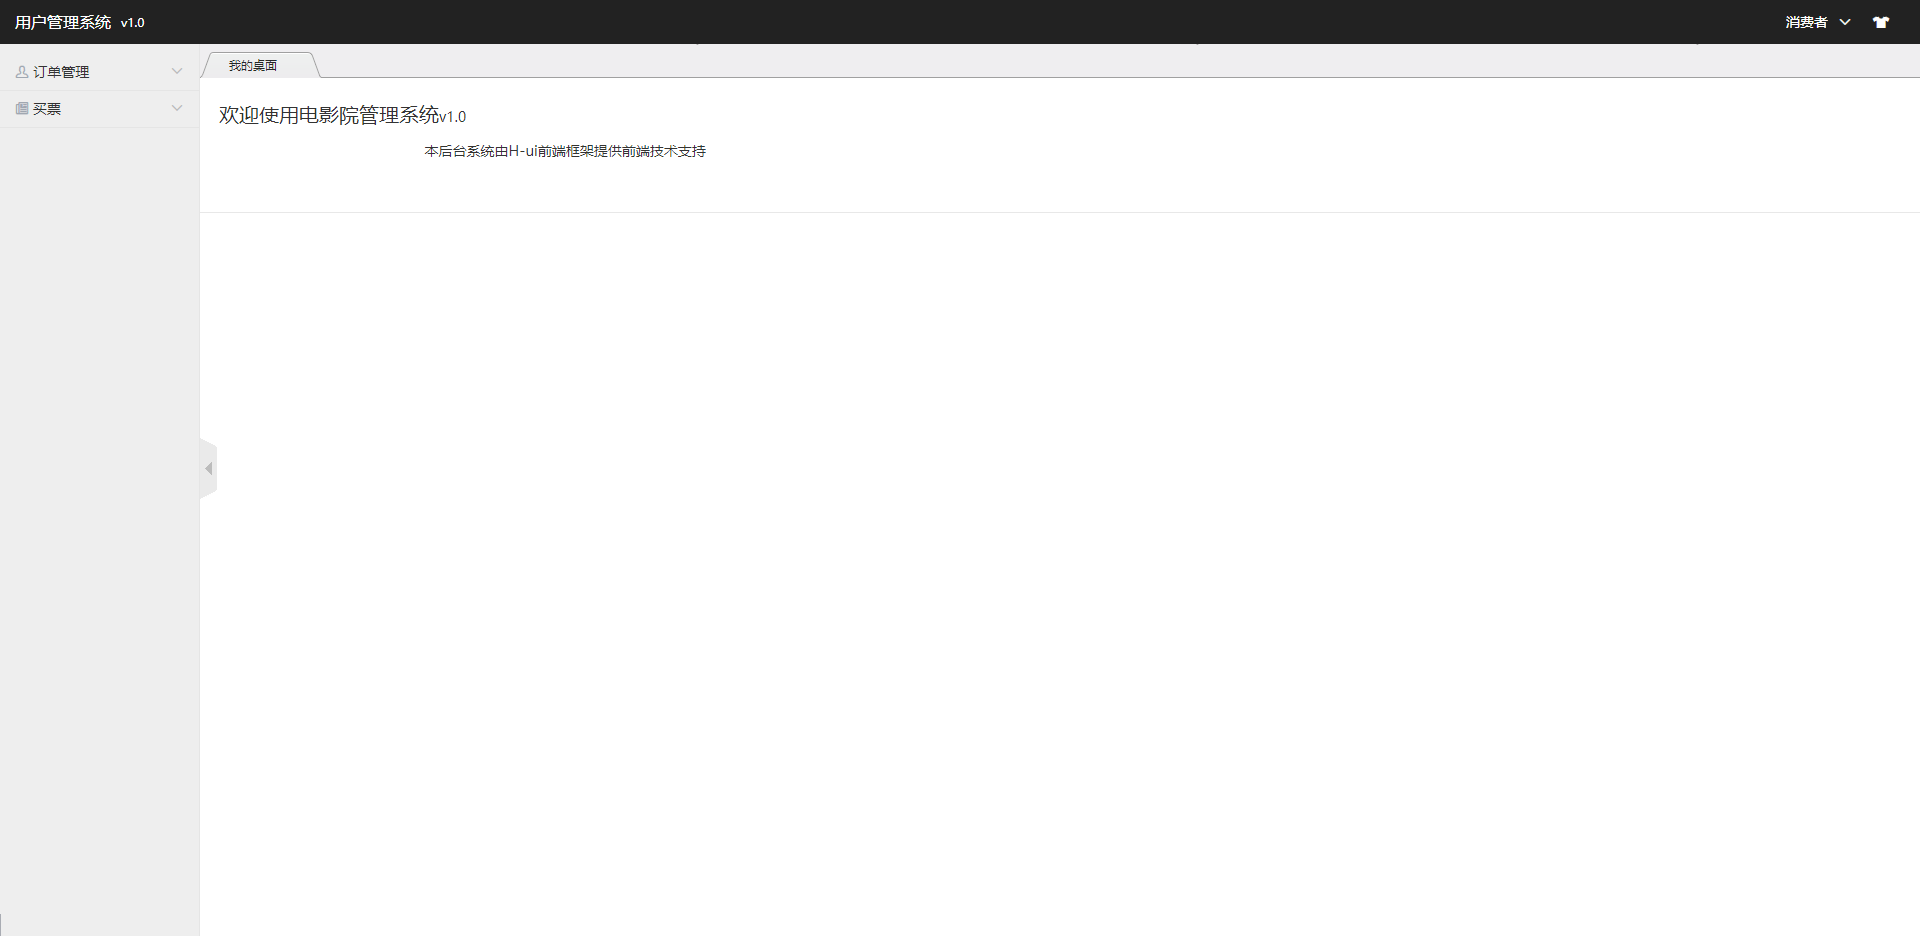 用户管理系统 v1.0
消费者
订单管理
买票
我的桌面
欢迎使用电影院管理系统v1.0
本后台系统由H-ui前端框架提供前端技术支持